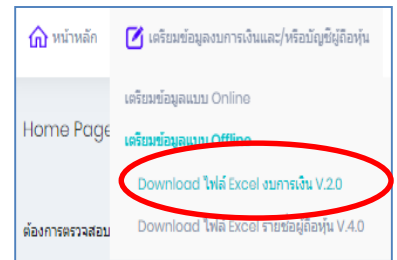 หน้าหลัก เตรียมข้อมูลงบการเงินและ/หรือบัญชีผู้ถือหุ้น
เตรียมข้อมูลแบบ Online
Home Page
เตรียมข้อมูลแบบ Offline
Download ไฟล์ Excel งบการเงิน V.2.0
ต้องการตรวจสอบ Download ไฟล์ Excel รายชื่อผู้ถือหุ้น V.4.0